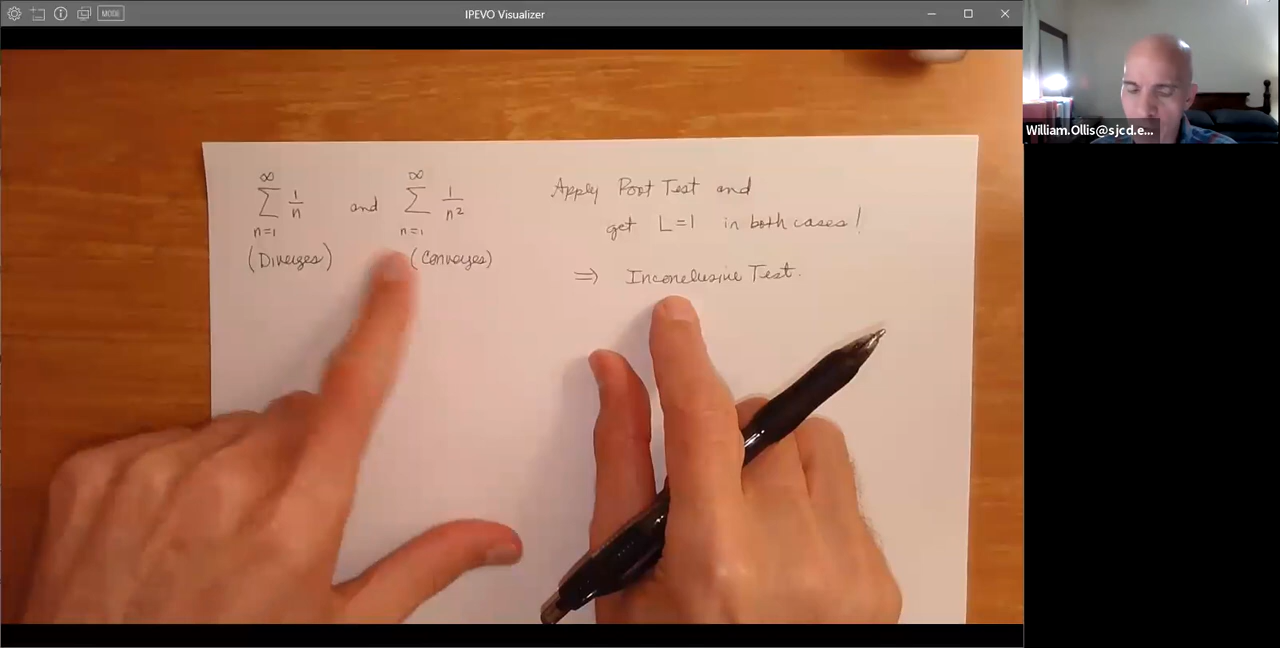 IPEVO Visualizer
MODE
William.Ollis@sjcd.e...
∞ ∞
∑ 1/n and ∑ 1/n²
n=1 n=1
(Diverges) (Converges)
Apply Root Test and
get L=1 in both cases!
⇒ Inconclusive Test.